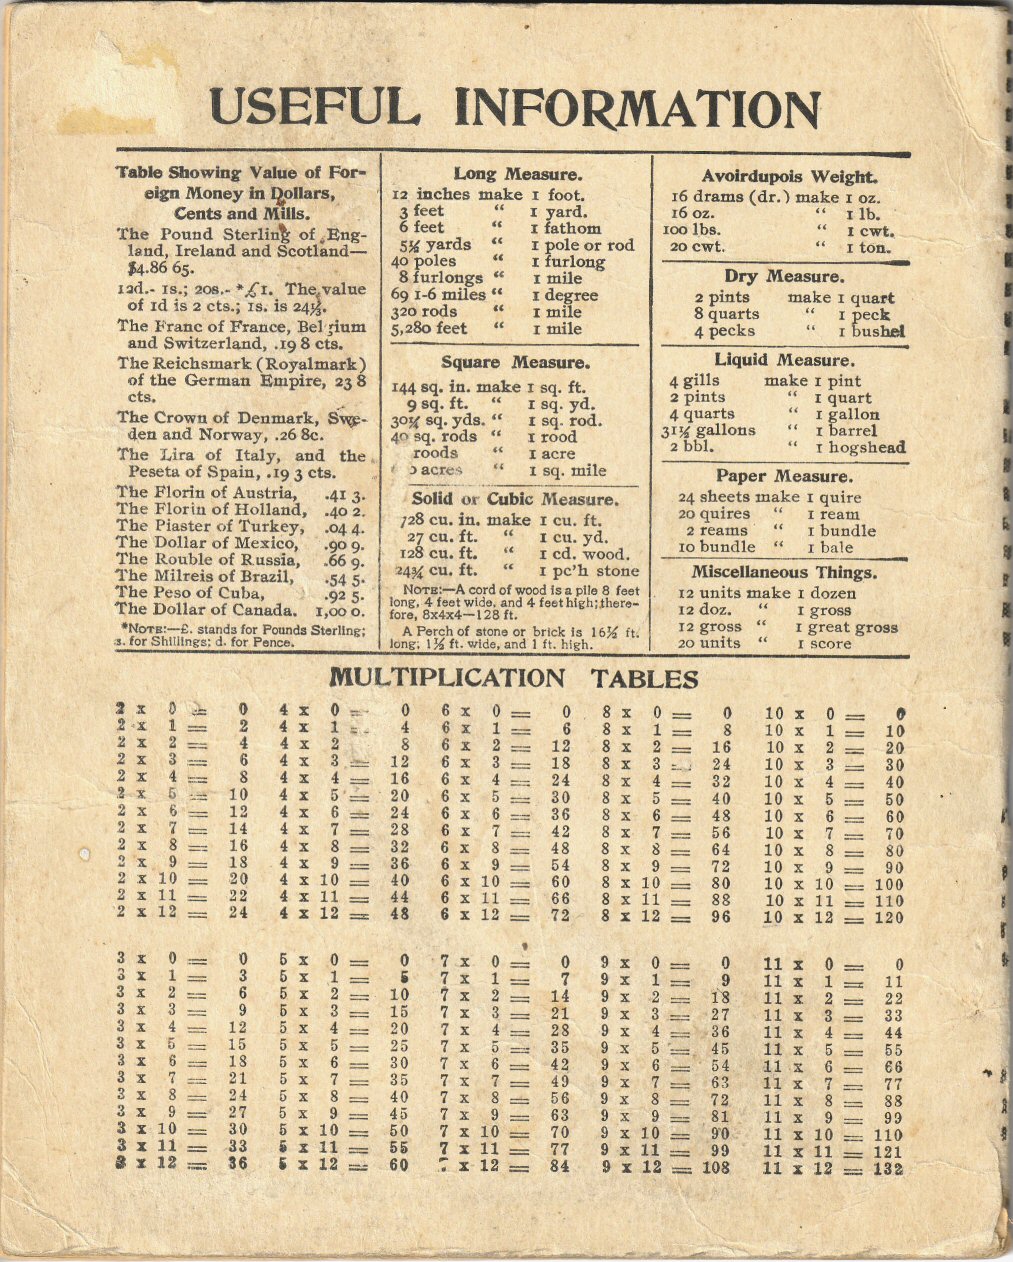 USEFUL INFORMATION
Table Showing Value of For-
eign Money in Dollars,
Cents and Mills.
The Pound Sterling of Eng-
land, Ireland and Scotland—
$4.86 65.
12d.- 1s.; 20s.- *£1. The value
of 1d is 2 cts.; 1s. is 24⅓.
The Franc of France, Belgium
and Switzerland, .19 8 cts.
The Reichsmark (Royalmark)
of the German Empire, 23 8
cts.
The Crown of Denmark, Swe-
den and Norway, .26 8c.
The Lira of Italy, and the
Peseta of Spain, .19 3 cts.
The Florin of Austria, .41 3.
The Florin of Holland, .40 2.
The Piaster of Turkey, .04 4.
The Dollar of Mexico, .90 9.
The Rouble of Russia, .66 9.
The Milreis of Brazil, .54 5.
The Peso of Cuba, .92 5.
The Dollar of Canada. 1,00 0.
*NOTE:—£. stands for Pounds Sterling;
s. for Shillings; d. for Pence.
Long Measure.
12 inches make 1 foot.
3 feet “ 1 yard.
6 feet “ 1 fathom
5½ yards “ 1 pole or rod
40 poles “ 1 furlong
8 furlongs “ 1 mile
69 1-6 miles “ 1 degree
320 rods “ 1 mile
5,280 feet “ 1 mile
Square Measure.
144 sq. in. make 1 sq. ft.
9 sq. ft. “ 1 sq. yd.
30¼ sq. yds. “ 1 sq. rod.
40 sq. rods “ 1 rood
roods “ 1 acre
acres “ 1 sq. mile
Solid or Cubic Measure.
728 cu. in. make 1 cu. ft.
27 cu. ft. “ 1 cu. yd.
128 cu. ft. “ 1 cd. wood.
24¾ cu. ft. “ 1 pc'h stone
NOTE:—A cord of wood is a pile 8 feet
long, 4 feet wide, and 4 feet high; there-
fore, 8x4x4—128 ft.
A Perch of stone or brick is 16½ ft.
long; 1½ ft. wide, and 1 ft. high.
Avoirdupois Weight.
16 drams (dr.) make 1 oz.
16 oz. “ 1 lb.
100 lbs. “ 1 cwt.
20 cwt. “ 1 ton.
Dry Measure.
2 pints make 1 quart
8 quarts “ 1 peck
4 pecks “ 1 bushel
Liquid Measure.
4 gills make 1 pint
2 pints “ 1 quart
4 quarts “ 1 gallon
31½ gallons “ 1 barrel
2 bbl. “ 1 hogshead
Paper Measure.
24 sheets make 1 quire
20 quires “ 1 ream
2 reams “ 1 bundle
10 bundle “ 1 bale
Miscellaneous Things.
12 units make 1 dozen
12 doz. “ 1 gross
12 gross “ 1 great gross
20 units “ 1 score
MULTIPLICATION TABLES
2 x 0 = 0 4 x 0 = 0 6 x 0 = 0 8 x 0 = 0 10 x 0 = 0
2 x 1 = 2 4 x 1 = 4 6 x 1 = 6 8 x 1 = 8 10 x 1 = 10
2 x 2 = 4 4 x 2 = 8 6 x 2 = 12 8 x 2 = 16 10 x 2 = 20
2 x 3 = 6 4 x 3 = 12 6 x 3 = 18 8 x 3 = 24 10 x 3 = 30
2 x 4 = 8 4 x 4 = 16 6 x 4 = 24 8 x 4 = 32 10 x 4 = 40
2 x 5 = 10 4 x 5 = 20 6 x 5 = 30 8 x 5 = 40 10 x 5 = 50
2 x 6 = 12 4 x 6 = 24 6 x 6 = 36 8 x 6 = 48 10 x 6 = 60
2 x 7 = 14 4 x 7 = 28 6 x 7 = 42 8 x 7 = 56 10 x 7 = 70
2 x 8 = 16 4 x 8 = 32 6 x 8 = 48 8 x 8 = 64 10 x 8 = 80
2 x 9 = 18 4 x 9 = 36 6 x 9 = 54 8 x 9 = 72 10 x 9 = 90
2 x 10 = 20 4 x 10 = 40 6 x 10 = 60 8 x 10 = 80 10 x 10 = 100
2 x 11 = 22 4 x 11 = 44 6 x 11 = 66 8 x 11 = 88 10 x 11 = 110
2 x 12 = 24 4 x 12 = 48 6 x 12 = 72 8 x 12 = 96 10 x 12 = 120
3 x 0 = 0 5 x 0 = 0 7 x 0 = 0 9 x 0 = 0 11 x 0 = 0
3 x 1 = 3 5 x 1 = 5 7 x 1 = 7 9 x 1 = 9 11 x 1 = 11
3 x 2 = 6 5 x 2 = 10 7 x 2 = 14 9 x 2 = 18 11 x 2 = 22
3 x 3 = 9 5 x 3 = 15 7 x 3 = 21 9 x 3 = 27 11 x 3 = 33
3 x 4 = 12 5 x 4 = 20 7 x 4 = 28 9 x 4 = 36 11 x 4 = 44
3 x 5 = 15 5 x 5 = 25 7 x 5 = 35 9 x 5 = 45 11 x 5 = 55
3 x 6 = 18 5 x 6 = 30 7 x 6 = 42 9 x 6 = 54 11 x 6 = 66
3 x 7 = 21 5 x 7 = 35 7 x 7 = 49 9 x 7 = 63 11 x 7 = 77
3 x 8 = 24 5 x 8 = 40 7 x 8 = 56 9 x 8 = 72 11 x 8 = 88
3 x 9 = 27 5 x 9 = 45 7 x 9 = 63 9 x 9 = 81 11 x 9 = 99
3 x 10 = 30 5 x 10 = 50 7 x 10 = 70 9 x 10 = 90 11 x 10 = 110
3 x 11 = 33 5 x 11 = 55 7 x 11 = 77 9 x 11 = 99 11 x 11 = 121
3 x 12 = 36 5 x 12 = 60 x 12 = 84 9 x 12 = 108 11 x 12 = 132